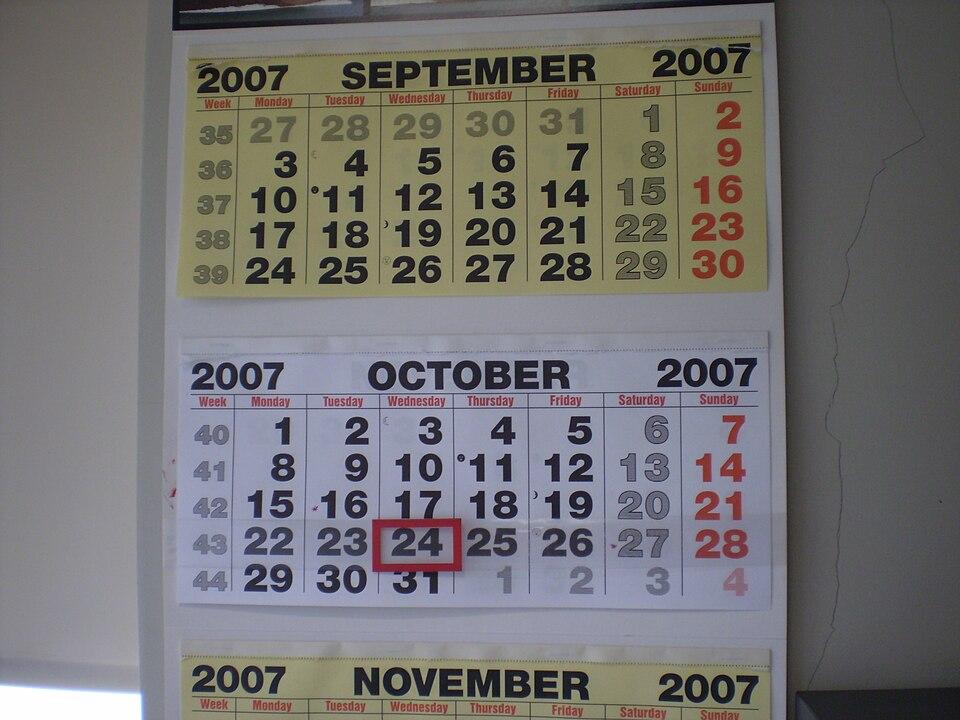 2007 SEPTEMBER 2007
Week Monday Tuesday Wednesday Thursday Friday Saturday Sunday
35 27 28 29 30 31 1 2
36 3 4 5 6 7 8 9
37 10 11 12 13 14 15 16
38 17 18 19 20 21 22 23
39 24 25 26 27 28 29 30
2007 OCTOBER 2007
Week Monday Tuesday Wednesday Thursday Friday Saturday Sunday
40 1 2 3 4 5 6 7
41 8 9 10 11 12 13 14
42 15 16 17 18 19 20 21
43 22 23 24 25 26 27 28
44 29 30 31 1 2 3 4
2007 NOVEMBER 2007
Week Monday Tuesday Wednesday Thursday Friday Saturday Sunday